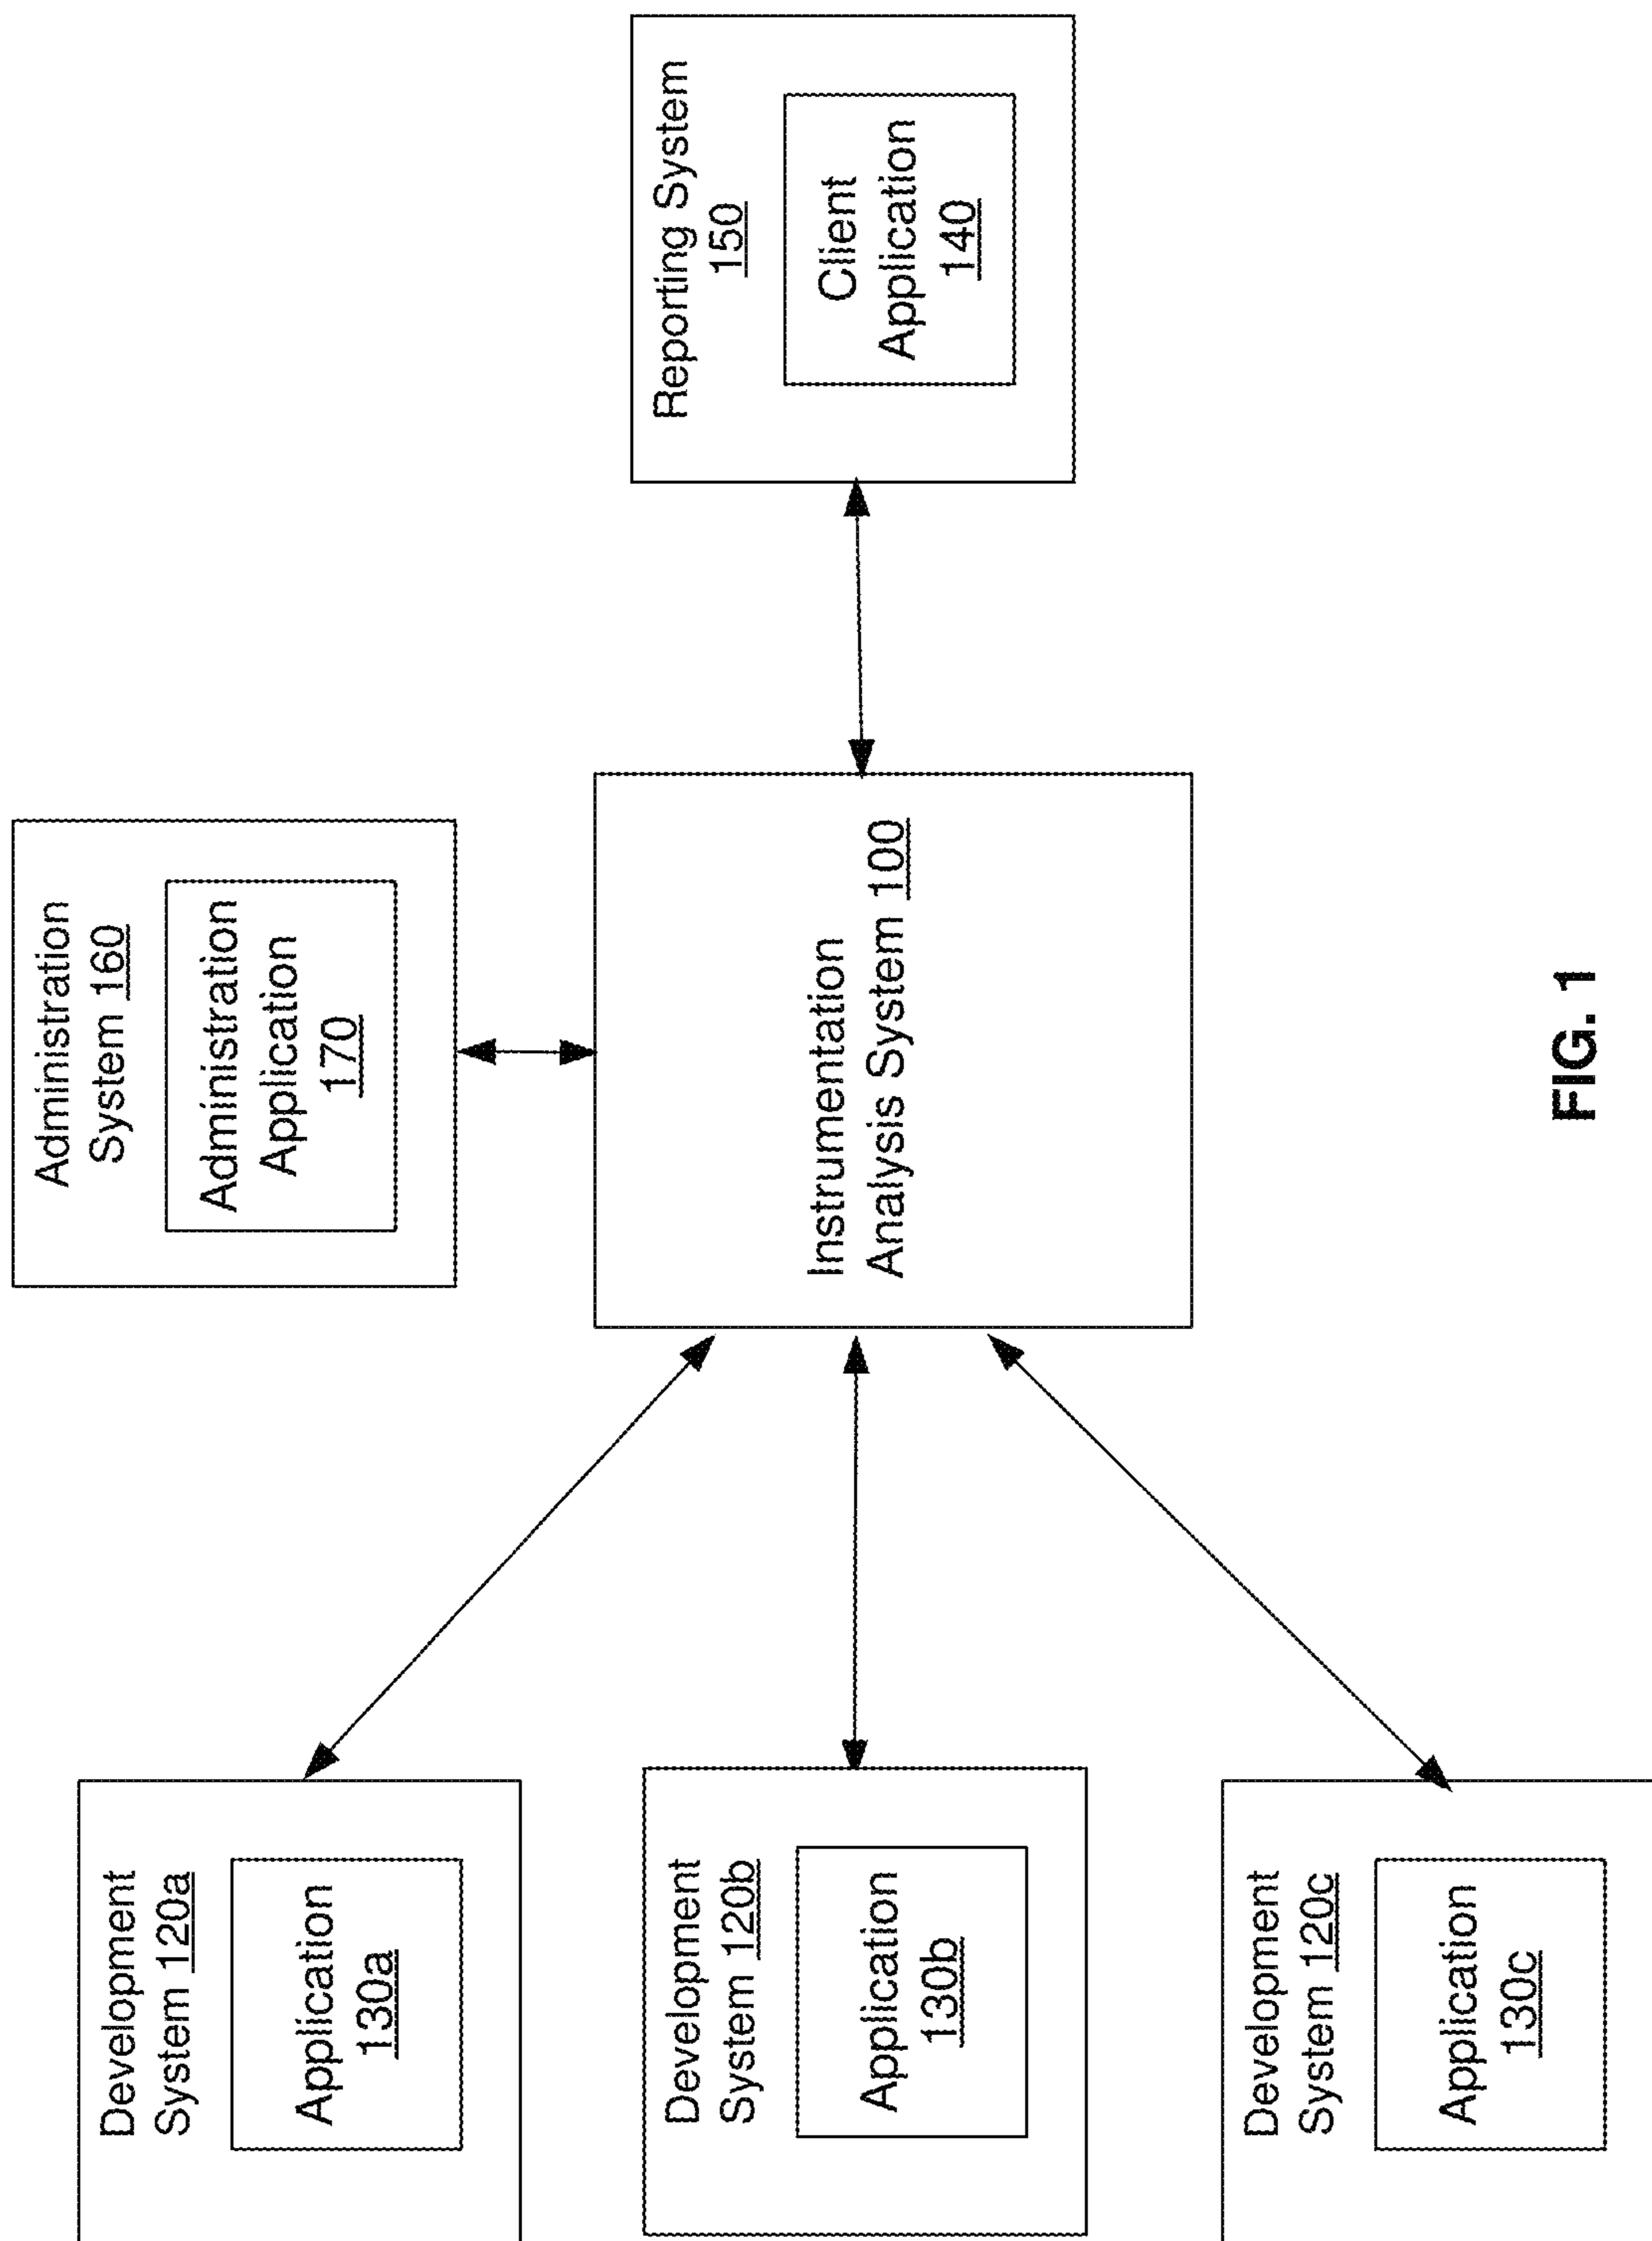 Administration
System 160
Administration
Application
170
Development
System 120a
Application
130a
Development
System 120b
Application
130b
Development
System 120c
Application
130c
Instrumentation
Analysis System 100
Reporting System
150
Client
Application
140
FIG. 1